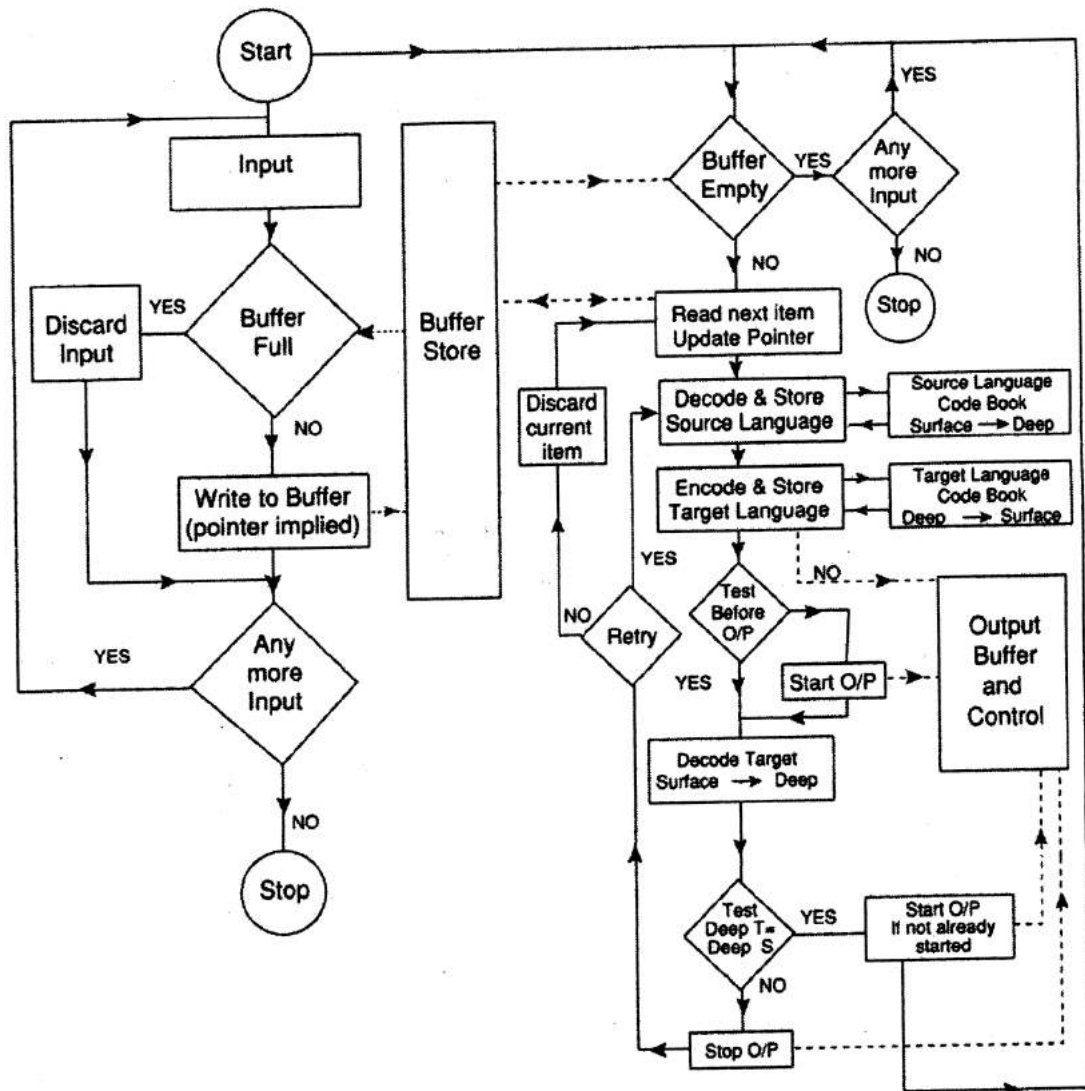 Start
Input
Buffer
Full
YES
Discard
Input
NO
Write to Buffer
(pointer implied)
Any
more
Input
YES
NO
Stop
Buffer
Store
Buffer
Empty
YES
Any
more
Input
YES
NO
Stop
NO
Read next item
Update Pointer
Discard
current
item
Decode & Store
Source Language
Source Language
Code Book
Surface Deep
Encode & Store
Target Language
Target Language
Code Book
Deep Surface
YES
NO
Retry
Test
Before
O/P
NO
YES
Start O/P
Output
Buffer
and
Control
Decode Target
Surface Deep
Test
Deep T=
Deep S
YES
Start O/P
If not already
started
NO
Stop O/P